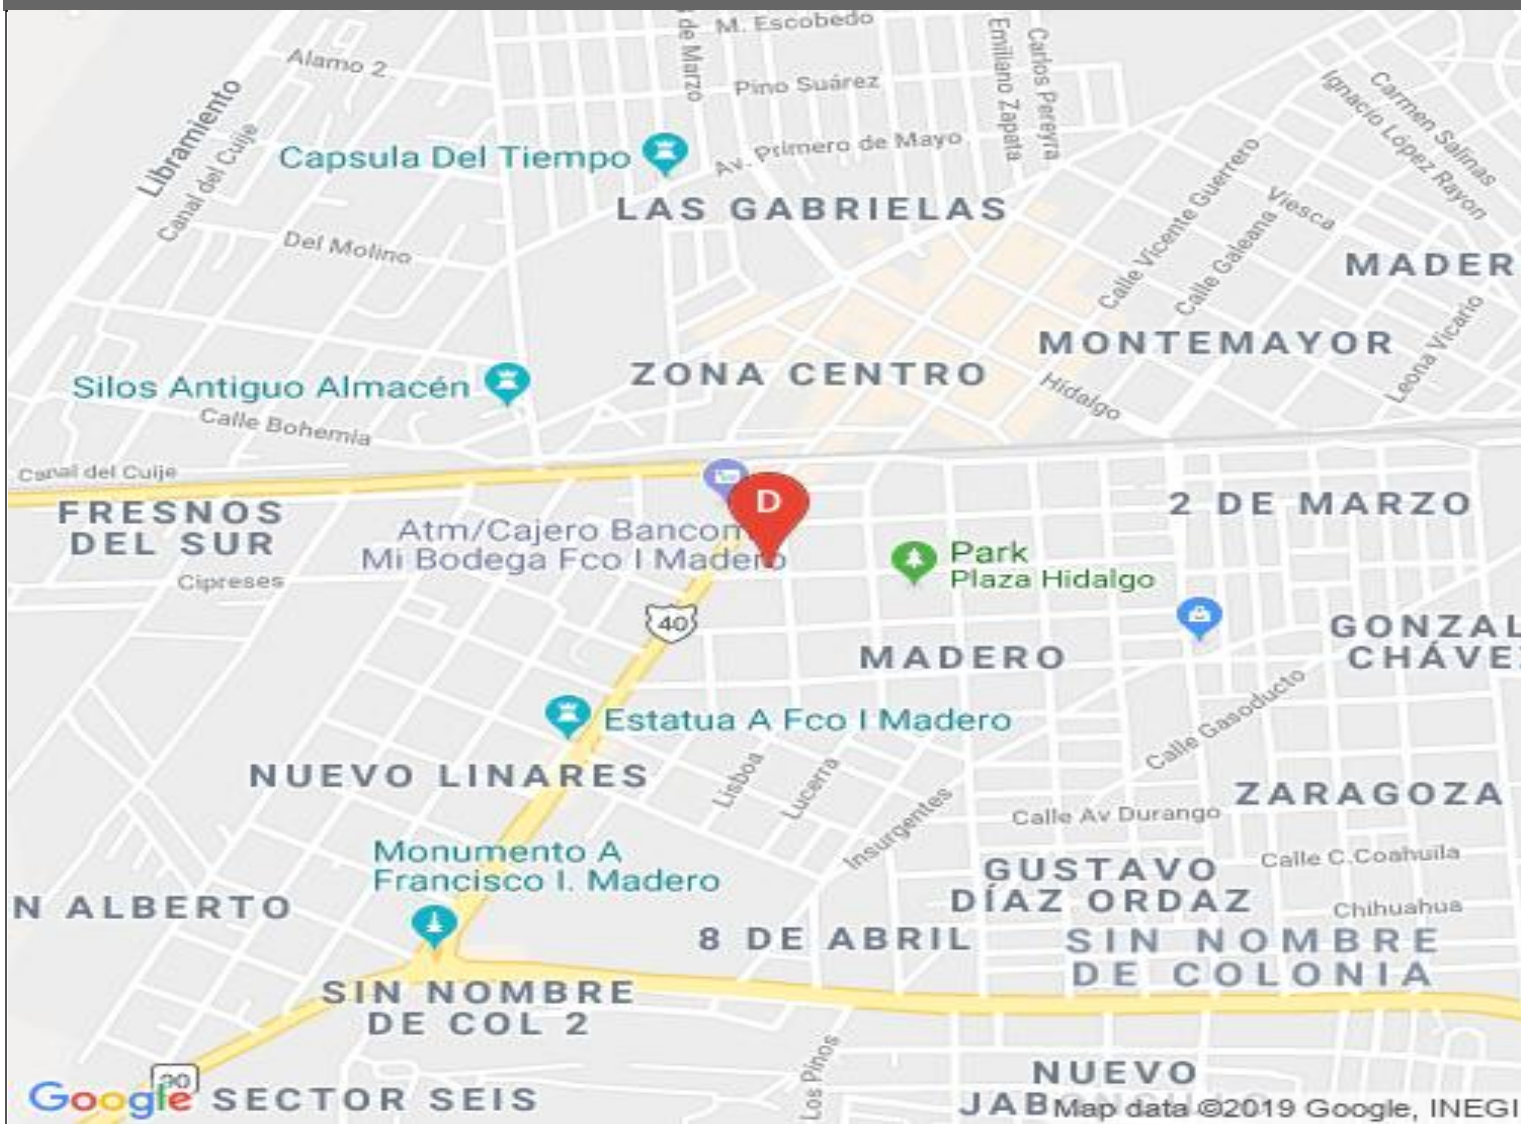 M. Escobedo
de Marzo
Emiliano Zapata
Carlos Pereyra
Alamo 2
Pino Suárez
Carmen Salinas
Ignacio López Rayon
Libramiento
Canal del Cuije
Capsula Del Tiempo
Av. Primero de Mayo
LAS GABRIELAS
Calle Vicente Guerrero
Viesca
Calle Galeana
Del Molino
MADER
Leona Vicario
MONTEMAYOR
ZONA CENTRO
Hidalgo
Silos Antiguo Almacén
Calle Bohemia
Canal del Cuije
FRESNOS
DEL SUR
D
2 DE MARZO
Atm/Cajero Bancom
Mi Bodega Fco I Madero
Park
Plaza Hidalgo
Cipreses
40
GONZAL
CHÁVEZ
MADERO
Estatua A Fco I Madero
Calle Gasoducto
NUEVO LINARES
Lisboa
Lucerra
Insurgentes
ZARAGOZA
Calle Av Durango
Monumento A
Francisco I. Madero
GUSTAVO
DÍAZ ORDAZ
Calle C.Coahuila
N ALBERTO
Chihuahua
8 DE ABRIL
SIN NOMBRE
DE COLONIA
SIN NOMBRE
DE COL 2
Los Pinos
NUEVO
JAB
Google
SECTOR SEIS
Map data ©2019 Google, INEGI